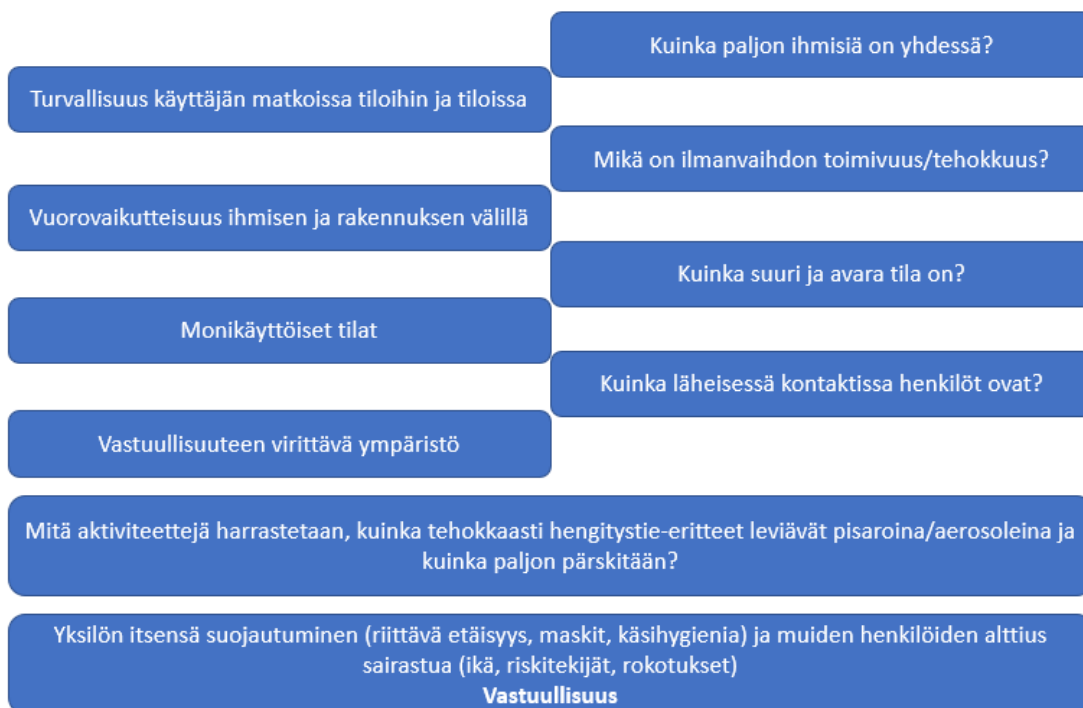 Kuinka paljon ihmisiä on yhdessä?
Turvallisuus käyttäjän matkoissa tiloihin ja tiloissa
Mikä on ilmanvaihdon toimivuus/tehokkuus?
Vuorovaikutteisuus ihmisen ja rakennuksen välillä
Kuinka suuri ja avara tila on?
Monikäyttöiset tilat
Kuinka läheisessä kontaktissa henkilöt ovat?
Vastuullisuuteen virittävä ympäristö
Mitä aktiviteettejä harrastetaan, kuinka tehokkaasti hengitystie-eritteet leviävät pisaroina/aerosoleina ja
kuinka paljon pärskitään?
Yksilön itsensä suojautuminen (riittävä etäisyys, maskit, käsihygienia) ja muiden henkilöiden alttius
sairastua (ikä, riskitekijät, rokotukset)
Vastuullisuus